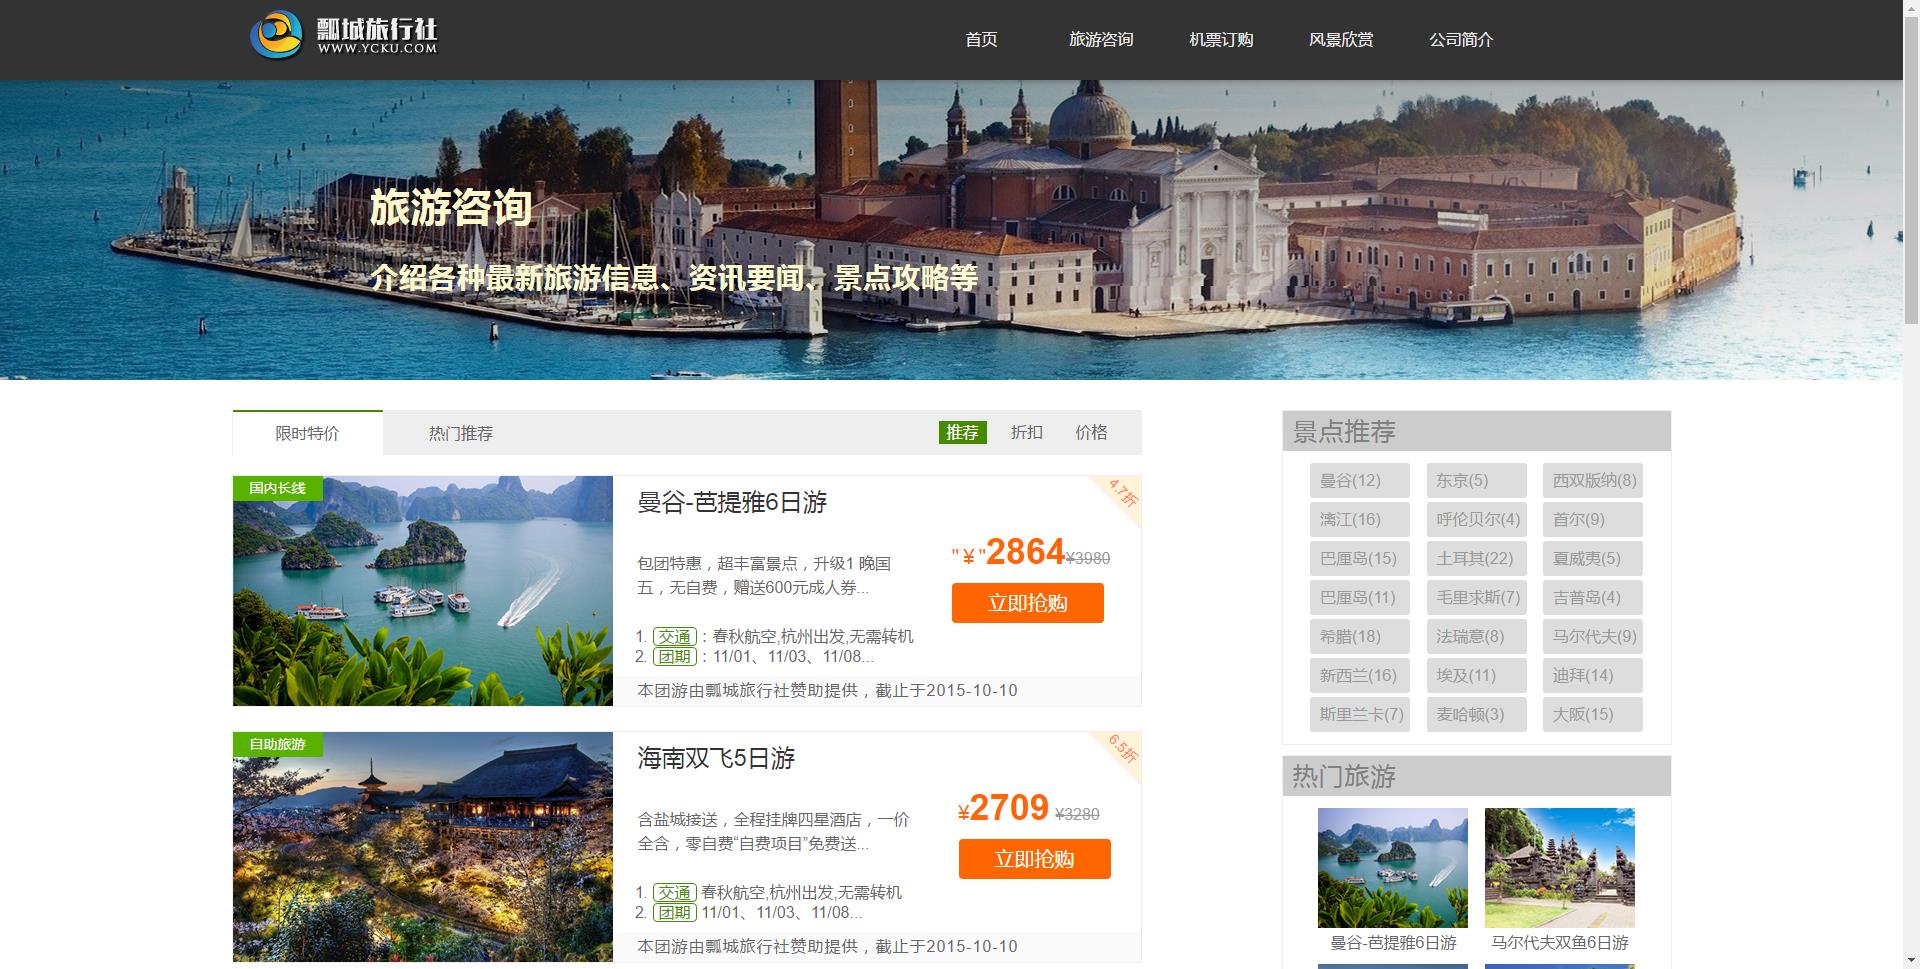 瓢城旅行社
WWW.YCKU.COM
首页 旅游咨询 机票订购 风景欣赏 公司简介
旅游咨询
介绍各种最新旅游信息、资讯要闻、景点攻略等
限时特价 热门推荐 推荐 折扣 价格
国内长线
曼谷-芭提雅6日游
4.7折
包团特惠，超丰富景点，升级1 晚国
五，无自费，赠送600元成人券...
"￥"2864¥3980
立即抢购
1. 交通：春秋航空,杭州出发,无需转机
2. 团期：11/01、11/03、11/08...
本团游由瓢城旅行社赞助提供，截止于2015-10-10
自助旅游
海南双飞5日游
6.5折
含盐城接送，全程挂牌四星酒店，一价
全含，零自费“自费项目”免费送...
¥2709 ¥3280
立即抢购
1. 交通 春秋航空,杭州出发,无需转机
2. 团期 11/01、11/03、11/08...
本团游由瓢城旅行社赞助提供，截止于2015-10-10
景点推荐
曼谷(12) 东京(5) 西双版纳(8)
漓江(16) 呼伦贝尔(4) 首尔(9)
巴厘岛(15) 土耳其(22) 夏威夷(5)
巴厘岛(11) 毛里求斯(7) 吉普岛(4)
希腊(18) 法瑞意(8) 马尔代夫(9)
新西兰(16) 埃及(11) 迪拜(14)
斯里兰卡(7) 麦哈顿(3) 大阪(15)
热门旅游
曼谷-芭提雅6日游 马尔代夫双鱼6日游